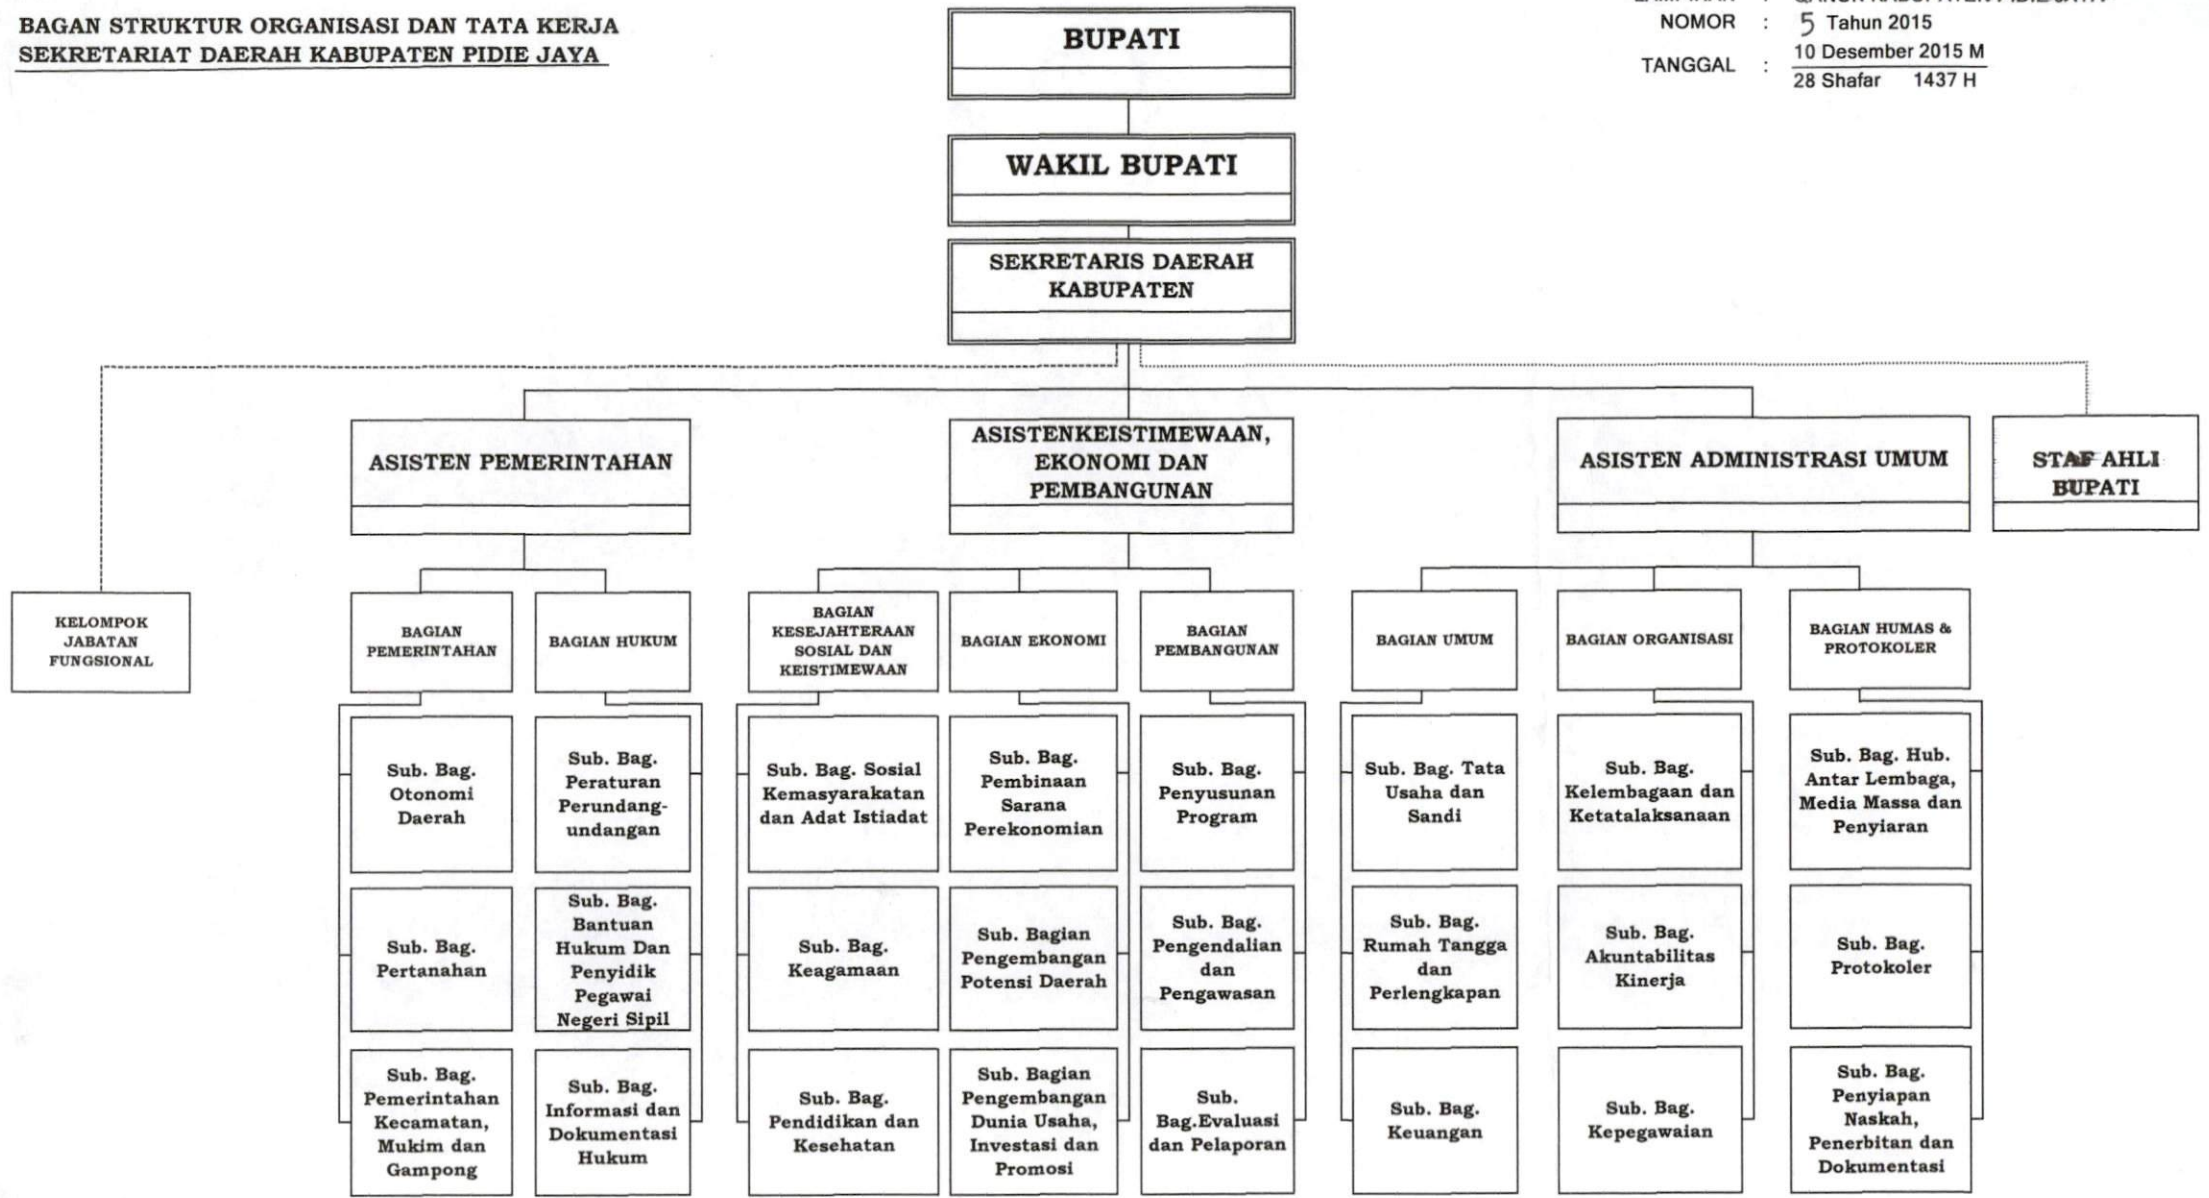 BAGAN STRUKTUR ORGANISASI DAN TATA KERJA
SEKRETARIAT DAERAH KABUPATEN PIDIE JAYA
NOMOR : 5 Tahun 2015
TANGGAL : 10 Desember 2015 M
28 Shafar 1437 H
BUPATI
WAKIL BUPATI
SEKRETARIS DAERAH
KABUPATEN
ASISTEN PEMERINTAHAN
ASISTENKEISTIMEWAAN,
EKONOMI DAN
PEMBANGUNAN
ASISTEN ADMINISTRASI UMUM
STAF AHLI
BUPATI
KELOMPOK
JABATAN
FUNGSIONAL
BAGIAN
PEMERINTAHAN
BAGIAN HUKUM
BAGIAN
KESEJAHTERAAN
SOSIAL DAN
KEISTIMEWAAN
BAGIAN EKONOMI
BAGIAN
PEMBANGUNAN
BAGIAN UMUM
BAGIAN ORGANISASI
BAGIAN HUMAS &
PROTOKOLER
Sub. Bag.
Otonomi
Daerah
Sub. Bag.
Peraturan
Perundang-
undangan
Sub. Bag. Sosial
Kemasyarakatan
dan Adat Istiadat
Sub. Bag.
Pembinaan
Sarana
Perekonomian
Sub. Bag.
Penyusunan
Program
Sub. Bag. Tata
Usaha dan
Sandi
Sub. Bag.
Kelembagaan dan
Ketatalaksanaan
Sub. Bag. Hub.
Antar Lembaga,
Media Massa dan
Penyiaran
Sub. Bag.
Pertanahan
Sub. Bag.
Bantuan
Hukum Dan
Penyidik
Pegawai
Negeri Sipil
Sub. Bag.
Keagamaan
Sub. Bagian
Pengembangan
Potensi Daerah
Sub. Bag.
Pengendalian
dan
Pengawasan
Sub. Bag.
Rumah Tangga
dan
Perlengkapan
Sub. Bag.
Akuntabilitas
Kinerja
Sub. Bag.
Protokoler
Sub. Bag.
Pemerintahan
Kecamatan,
Mukim dan
Gampong
Sub. Bag.
Informasi dan
Dokumentasi
Hukum
Sub. Bag.
Pendidikan dan
Kesehatan
Sub. Bagian
Pengembangan
Dunia Usaha,
Investasi dan
Promosi
Sub.
Bag.Evaluasi
dan Pelaporan
Sub. Bag.
Keuangan
Sub. Bag.
Kepegawaian
Sub. Bag.
Penyiapan
Naskah,
Penerbitan dan
Dokumentasi